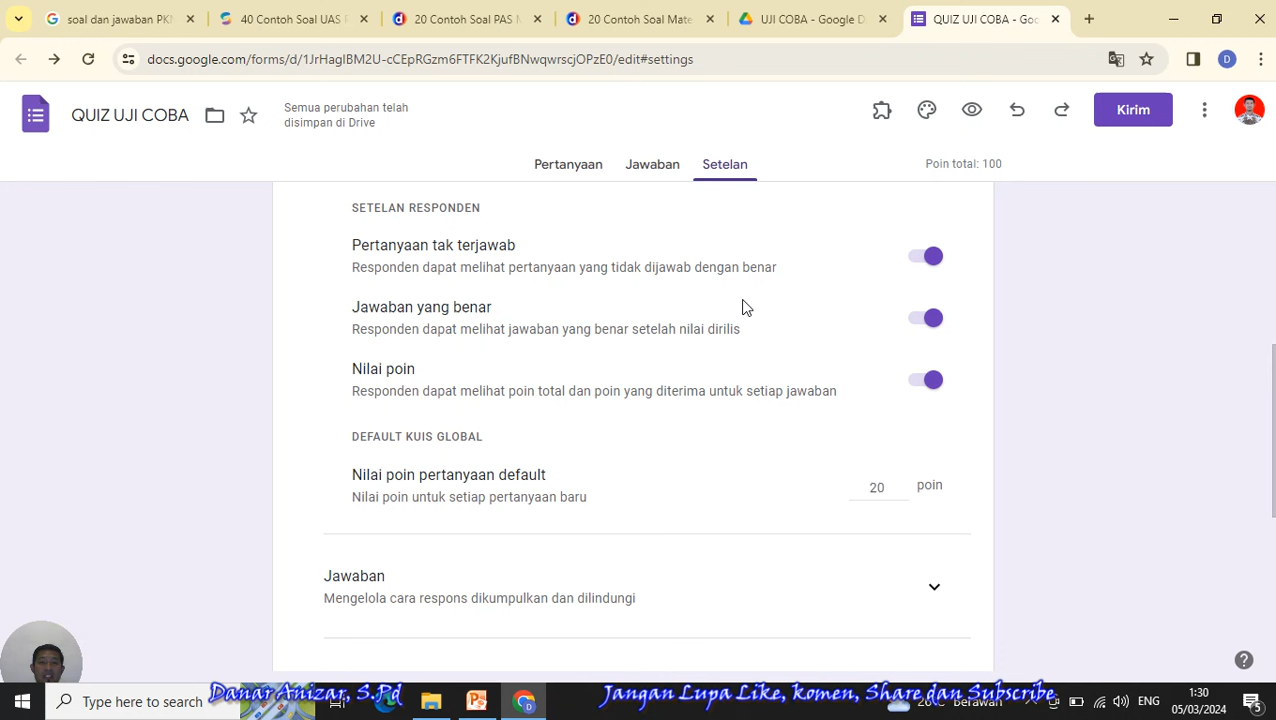 soal dan jawaban PKN
40 Contoh Soal UAS P
20 Contoh Soal PAS M
20 Contoh Soal Mate
UJI COBA - Google D
QUIZ UJI COBA - Goo
docs.google.com/forms/d/1JrHagIBM2U-cCEpRGzm6FTFK2KjufBNwqwrscjOPzE0/edit#settings
D
QUIZ UJI COBA
Semua perubahan telah
disimpan di Drive
Kirim
Pertanyaan
Jawaban
Setelan
Poin total: 100
SETELAN RESPONDEN
Pertanyaan tak terjawab
Responden dapat melihat pertanyaan yang tidak dijawab dengan benar
Jawaban yang benar
Responden dapat melihat jawaban yang benar setelah nilai dirilis
Nilai poin
Responden dapat melihat poin total dan poin yang diterima untuk setiap jawaban
DEFAULT KUIS GLOBAL
Nilai poin pertanyaan default
Nilai poin untuk setiap pertanyaan baru
20 poin
Jawaban
Mengelola cara respons dikumpulkan dan dilindungi
Type here to search
Danar Anizar, S.Pd
Jangan Lupa Like, komen, Share dan Subscribe
Berawan
ENG
1:30
05/03/2024
5